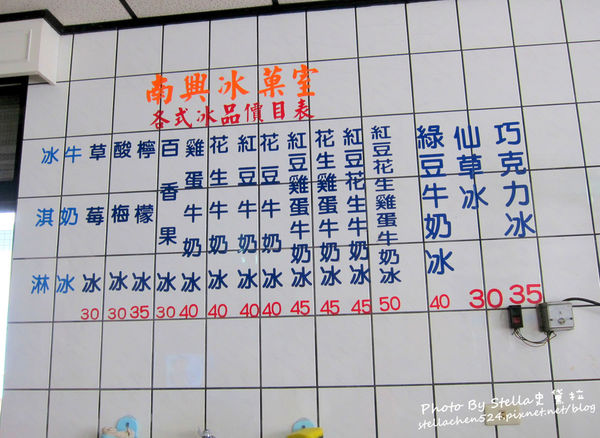 南興冰菓室
各式冰品價目表
冰淇淋
牛奶冰
草莓冰 30
酸梅冰 30
檸檬冰 35
百香果冰 30
雞蛋牛奶冰 40
花生牛奶冰 40
紅豆牛奶冰 40
花豆牛奶冰 40
紅豆雞蛋牛奶冰 45
花生雞蛋牛奶冰 45
紅豆花生牛奶冰 45
紅豆花生雞蛋牛奶冰 50
綠豆牛奶冰 40
仙草冰 30
巧克力冰 35
Photo By Stella史黛拉
stellachen524.pixnet.net/blog